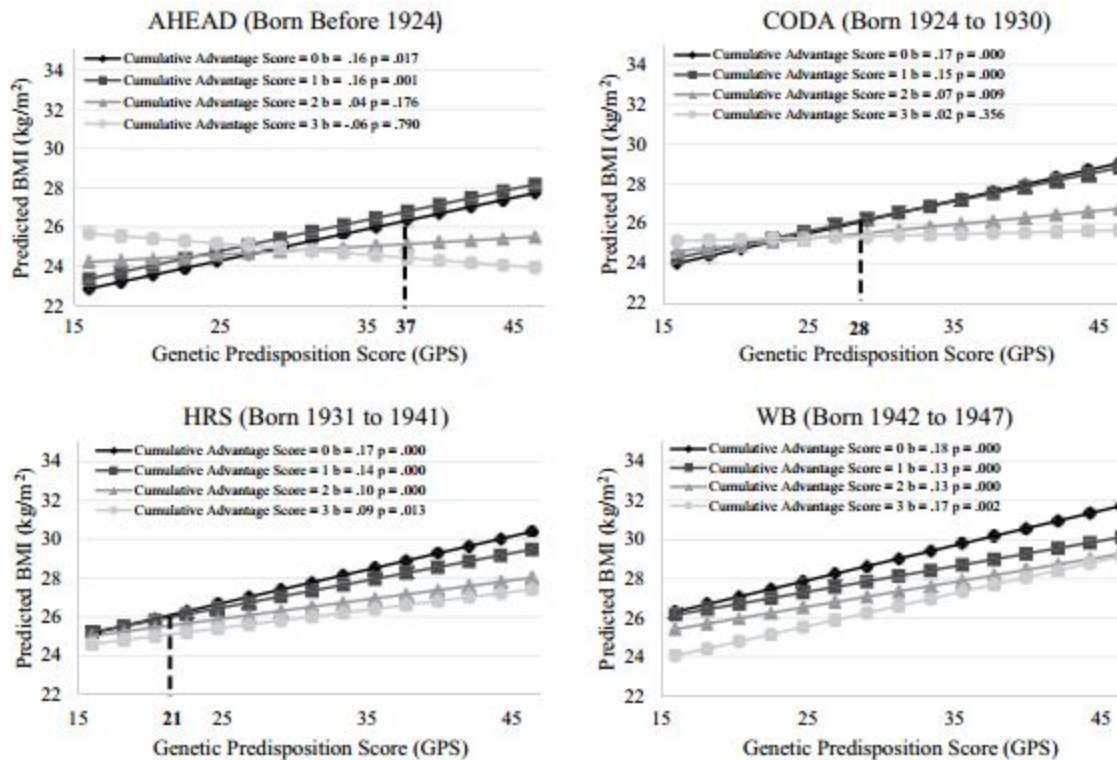 AHEAD (Born Before 1924)
Cumulative Advantage Score = 0 b = .16 p = .017
Cumulative Advantage Score = 1 b = .16 p = .001
Cumulative Advantage Score = 2 b = .04 p = .176
Cumulative Advantage Score = 3 b = -.06 p = .790
Predicted BMI (kg/m²)
34
32
30
28
26
24
22
15 25 35 37 45
Genetic Predisposition Score (GPS)
CODA (Born 1924 to 1930)
Cumulative Advantage Score = 0 b = .17 p = .000
Cumulative Advantage Score = 1 b = .15 p = .000
Cumulative Advantage Score = 2 b = .07 p = .009
Cumulative Advantage Score = 3 b = .02 p = .356
Predicted BMI (kg/m²)
34
32
30
28
26
24
22
15 25 28 35 45
Genetic Predisposition Score (GPS)
HRS (Born 1931 to 1941)
Cumulative Advantage Score = 0 b = .17 p = .000
Cumulative Advantage Score = 1 b = .14 p = .000
Cumulative Advantage Score = 2 b = .10 p = .000
Cumulative Advantage Score = 3 b = .09 p = .013
Predicted BMI (kg/m²)
34
32
30
28
26
24
22
15 21 25 35 45
Genetic Predisposition Score (GPS)
WB (Born 1942 to 1947)
Cumulative Advantage Score = 0 b = .18 p = .000
Cumulative Advantage Score = 1 b = .13 p = .000
Cumulative Advantage Score = 2 b = .13 p = .000
Cumulative Advantage Score = 3 b = .17 p = .002
Predicted BMI (kg/m²)
34
32
30
28
26
24
22
15 25 35 45
Genetic Predisposition Score (GPS)